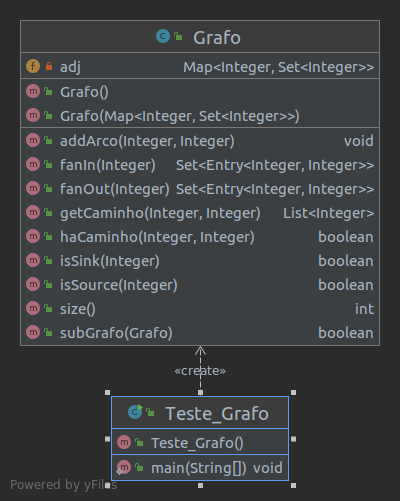 Grafo
adj Map<Integer, Set<Integer>>
Grafo()
Grafo(Map<Integer, Set<Integer>>)
addArco(Integer, Integer) void
fanIn(Integer) Set<Entry<Integer, Integer>>
fanOut(Integer) Set<Entry<Integer, Integer>>
getCaminho(Integer, Integer) List<Integer>
haCaminho(Integer, Integer) boolean
isSink(Integer) boolean
isSource(Integer) boolean
size() int
subGrafo(Grafo) boolean
«create»
Teste_Grafo
Teste_Grafo()
main(String[]) void
Powered by yFiles